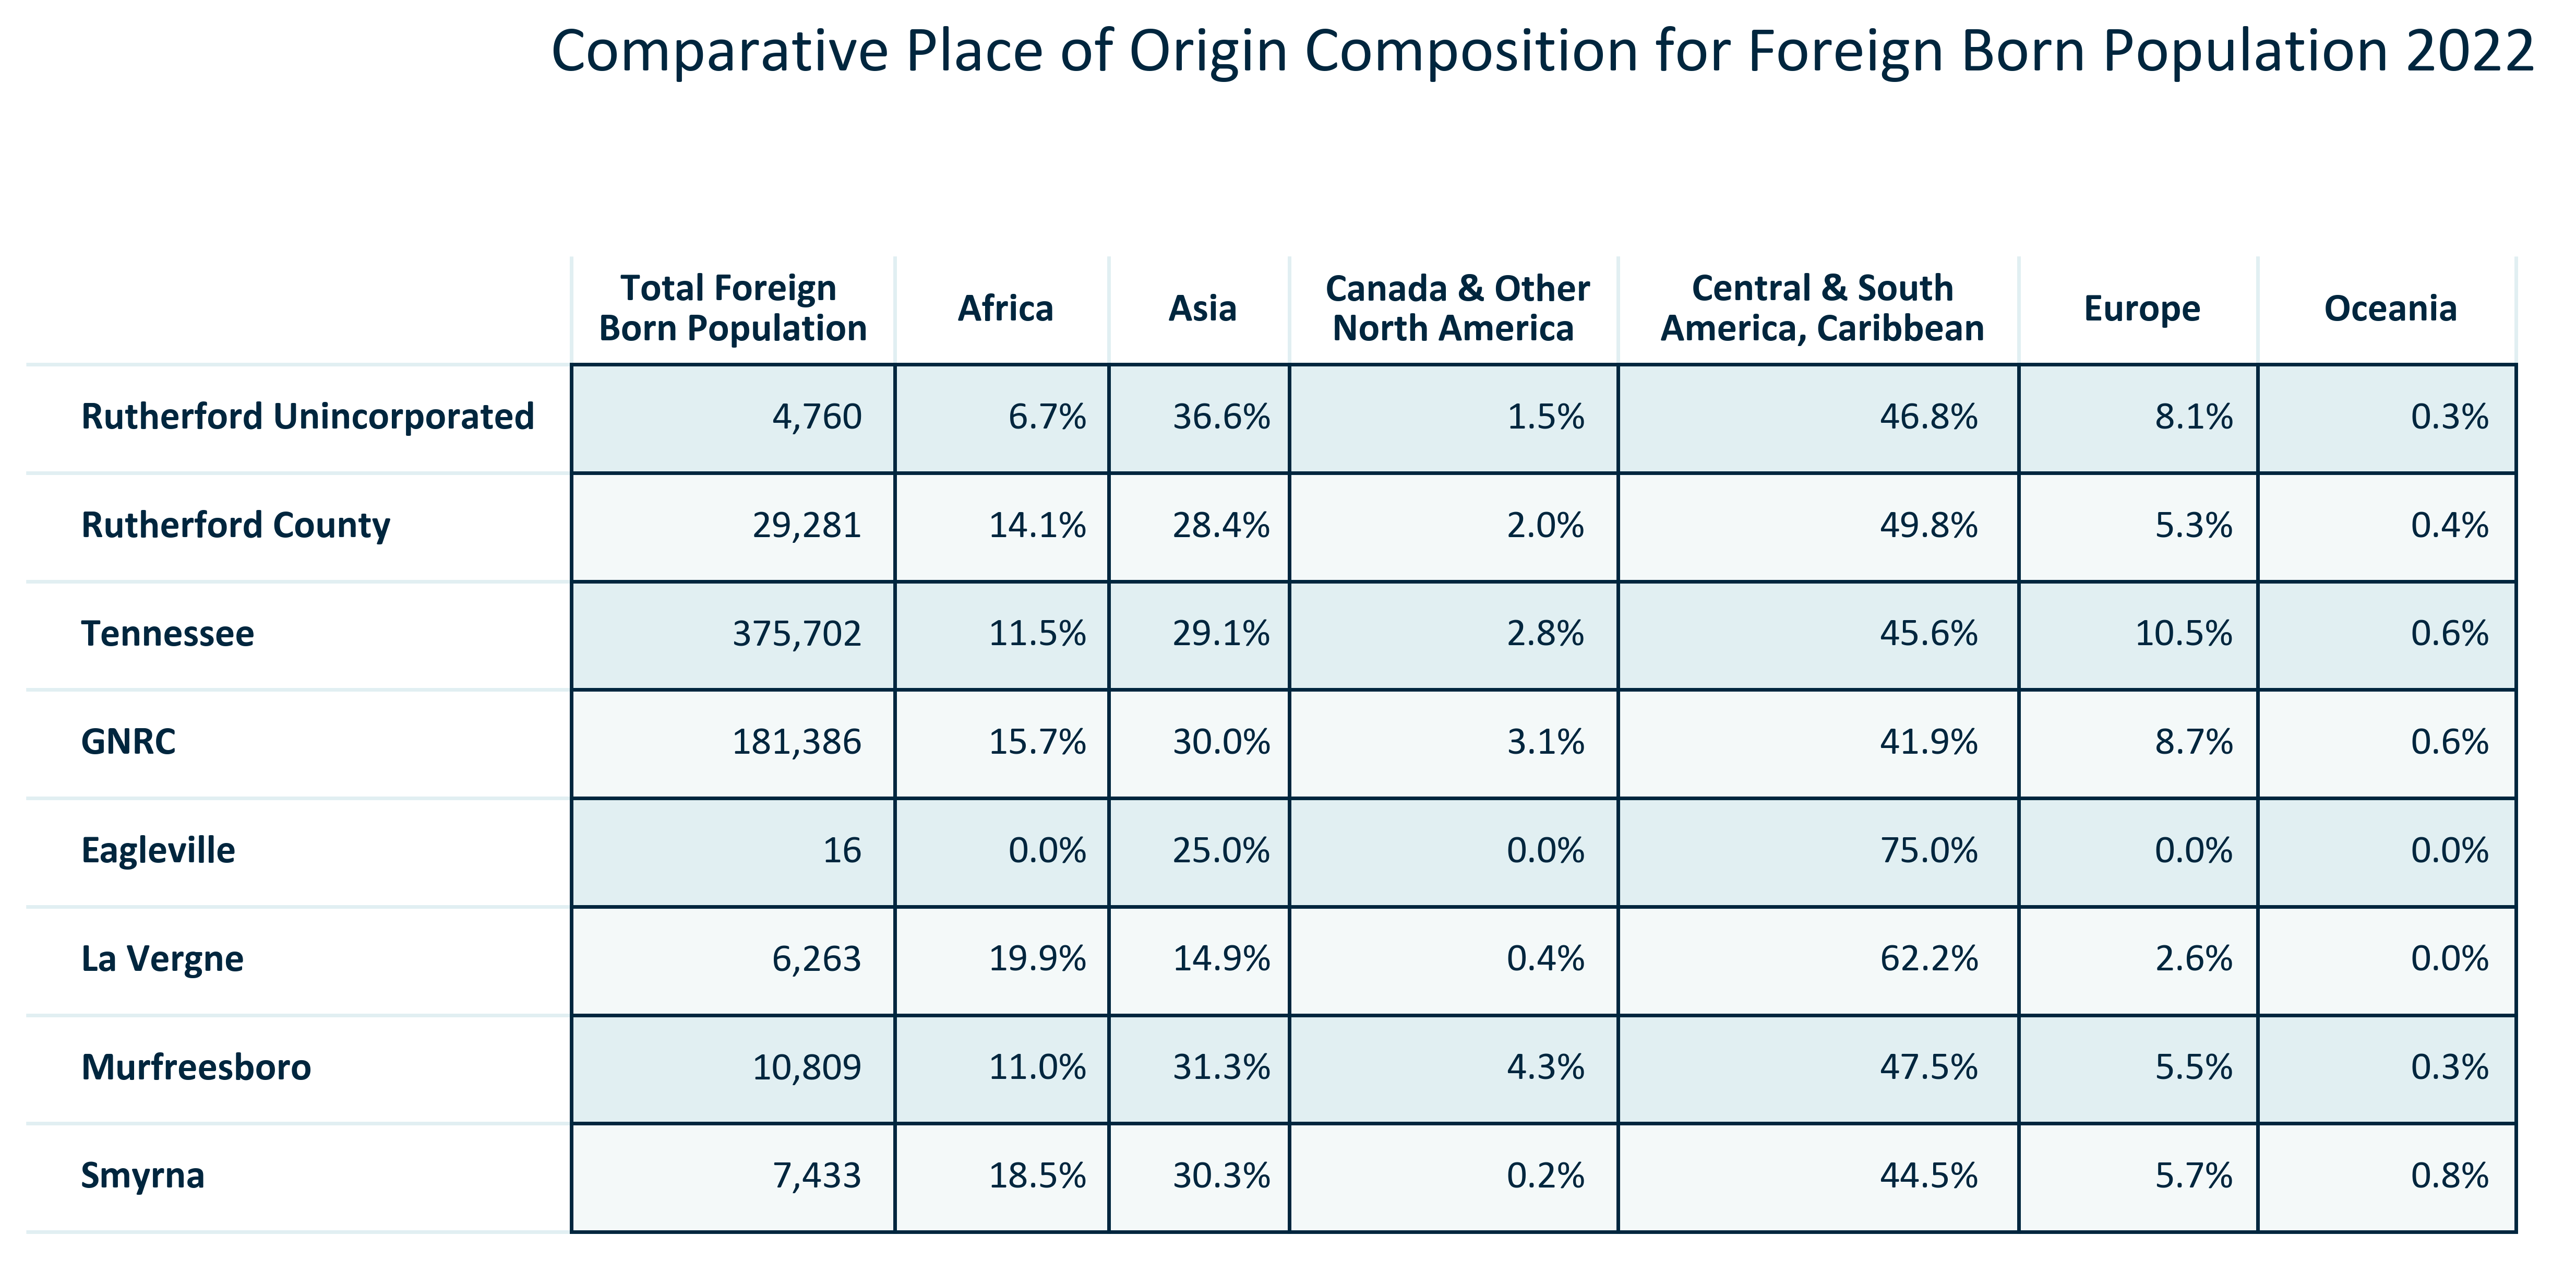 Comparative Place of Origin Composition for Foreign Born Population 2022
Total Foreign Born Population Africa Asia Canada & Other North America Central & South America, Caribbean Europe Oceania
Rutherford Unincorporated 4,760 6.7% 36.6% 1.5% 46.8% 8.1% 0.3%
Rutherford County 29,281 14.1% 28.4% 2.0% 49.8% 5.3% 0.4%
Tennessee 375,702 11.5% 29.1% 2.8% 45.6% 10.5% 0.6%
GNRC 181,386 15.7% 30.0% 3.1% 41.9% 8.7% 0.6%
Eagleville 16 0.0% 25.0% 0.0% 75.0% 0.0% 0.0%
La Vergne 6,263 19.9% 14.9% 0.4% 62.2% 2.6% 0.0%
Murfreesboro 10,809 11.0% 31.3% 4.3% 47.5% 5.5% 0.3%
Smyrna 7,433 18.5% 30.3% 0.2% 44.5% 5.7% 0.8%